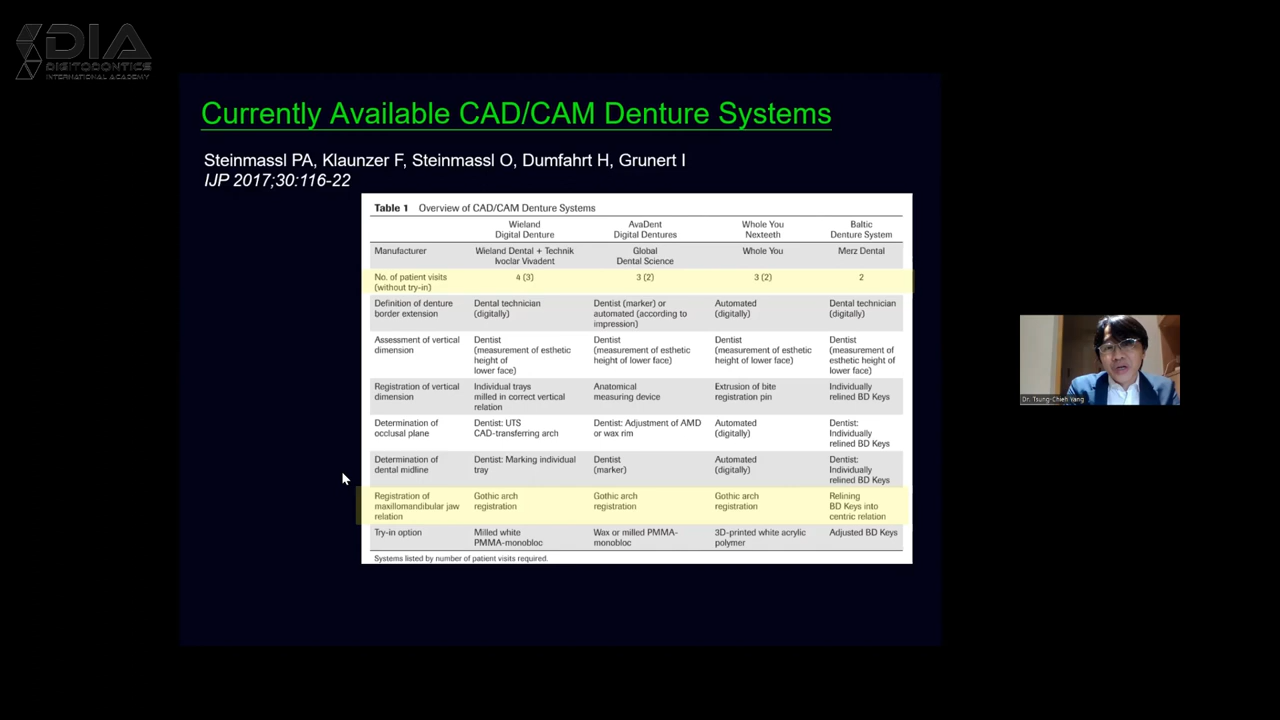 DIA
DIGITODONTICS
INTERNATIONAL ACADEMY
Currently Available CAD/CAM Denture Systems
Steinmassl PA, Klaunzer F, Steinmassl O, Dumfahrt H, Grunert I
IJP 2017;30:116-22
Table 1 Overview of CAD/CAM Denture Systems
Wieland AvaDent Whole You Baltic
Digital Denture Digital Dentures Nexteeth Denture System
Manufacturer Wieland Dental + Technik Global Whole You Merz Dental
Ivoclar Vivadent Dental Science
No. of patient visits 4 (3) 3 (2) 3 (2) 2
(without try-in)
Definition of denture Dental technician Dentist (marker) or Automated Dental technician
border extension (digitally) automated (according to (digitally) (digitally)
impression)
Assessment of vertical Dentist Dentist Dentist Dentist
dimension (measurement of esthetic (measurement of esthetic (measurement of esthetic (measurement of
height of height of lower face) height of lower face) esthetic height of
lower face) lower face)
Registration of vertical Individual trays Anatomical Extrusion of bite Individually
dimension milled in correct vertical measuring device registration pin relined BD Keys
relation
Determination of Dentist: UTS Dentist: Adjustment of AMD Automated Dentist:
occlusal plane CAD-transferring arch or wax rim (digitally) Individually
relined BD Keys
Determination of Dentist: Marking individual Dentist Automated Dentist:
dental midline tray (marker) (digitally) Individually
relined BD Keys
Registration of Gothic arch Gothic arch Gothic arch Relining
maxillomandibular jaw registration registration registration BD Keys into
relation centric relation
Try-in option Milled white Wax or milled PMMA- 3D-printed white acrylic Adjusted BD Keys
PMMA-monobloc monobloc polymer
Systems listed by number of patient visits required.
Dr. Tsung-Chieh Yang